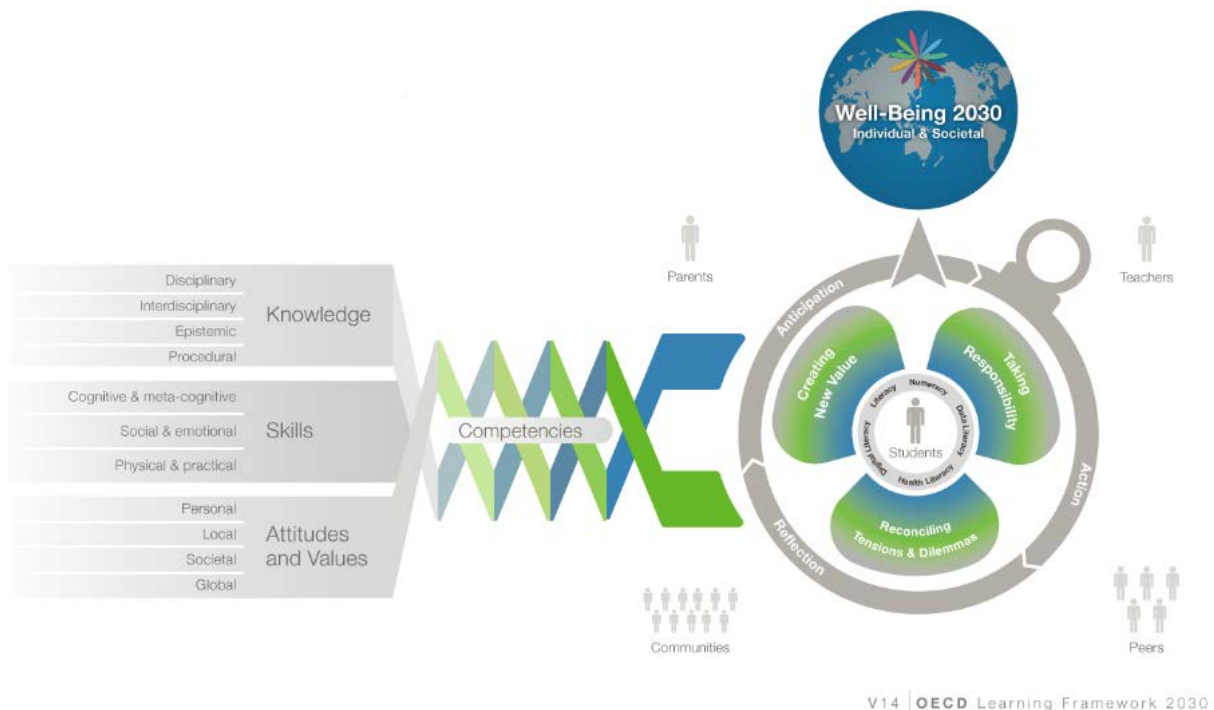 Well-Being 2030
Individual & Societal
Parents
Teachers
Disciplinary
Interdisciplinary
Epistemic
Procedural
Knowledge
Cognitive & meta-cognitive
Social & emotional
Physical & practical
Skills
Personal
Local
Societal
Global
Attitudes
and Values
Competencies
Anticipation
Action
Reflection
Creating
New Value
Taking
Responsibility
Reconciling
Tensions & Dilemmas
Literacy
Numeracy
Data Literacy
Health Literacy
Digital Literacy
Students
Communities
Peers
V14 | OECD Learning Framework 2030